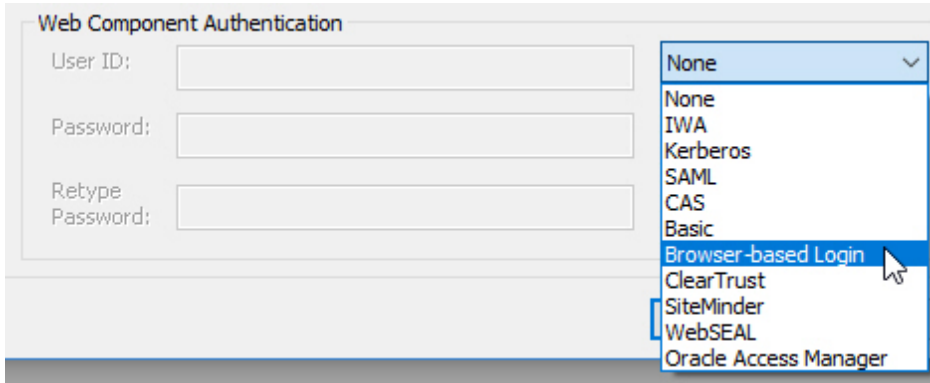 Web Component Authentication
User ID:
None
Password:
Retype
Password:
None
IWA
Kerberos
SAML
CAS
Basic
Browser-based Login
ClearTrust
SiteMinder
WebSEAL
Oracle Access Manager